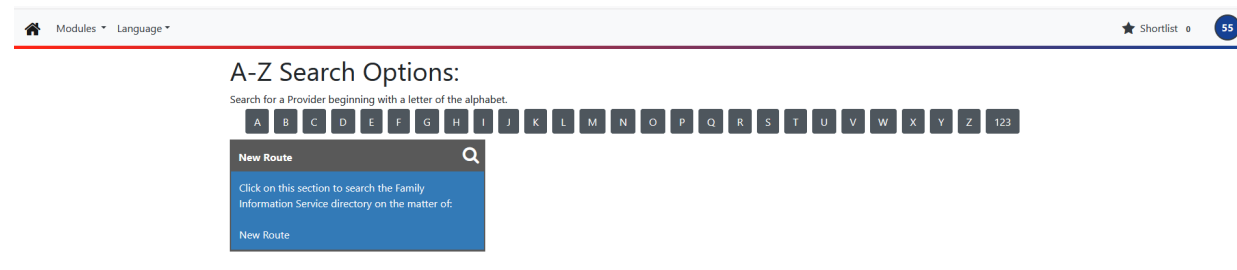 Modules Language Shortlist 0 55
A-Z Search Options:
Search for a Provider beginning with a letter of the alphabet.
A B C D E F G H I J K L M N O P Q R S T U V W X Y Z 123
New Route
Click on this section to search the Family
Information Service directory on the matter of:
New Route